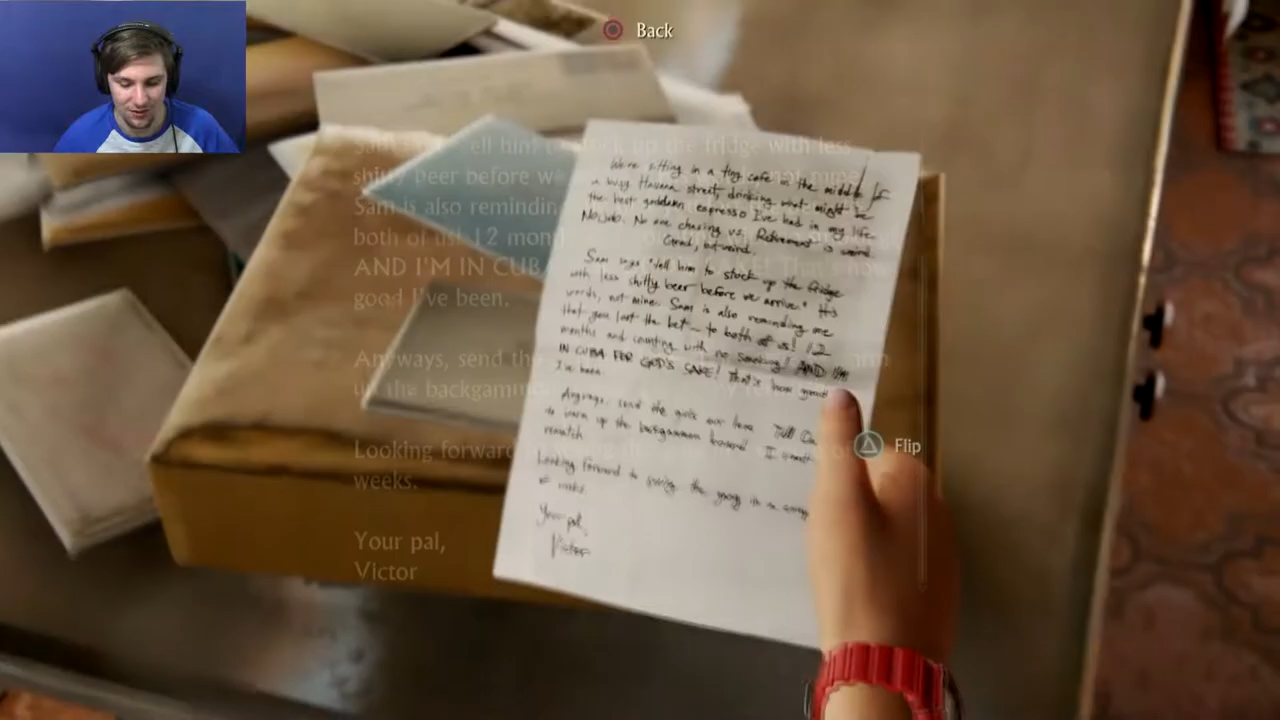 Back
We're sitting in a tiny cafe in the middle of
a busy Havana street, drinking what might be
the best goddamn espresso I've had in my life.
No job. No one chasing us. Retirement is weird.
Good, but weird.
Sam says "tell him to stock up the fridge
with less shitty beer before we arrive." His
words, not mine. Sam is also reminding me
that you lost the bet - to both of us! 12
months and counting with no smoking! AND I'M
IN CUBA FOR GOD'S SAKE! That's how good
I've been.
Anyways, send the girls our love. Tell
to warm up the backgammon board! I want
rematch.
Looking forward to seeing the gang in a
of weeks.
Your pal,
Victor
Flip
ell him to ck up the fridge with less
shitty beer before w
Sam is also remindin
both of us! 12 mon
AND I'M IN CUB That's how
good I've been.
Anyways, send the arm
up the backgammo
Looking forward
weeks.
Your pal,
Victor